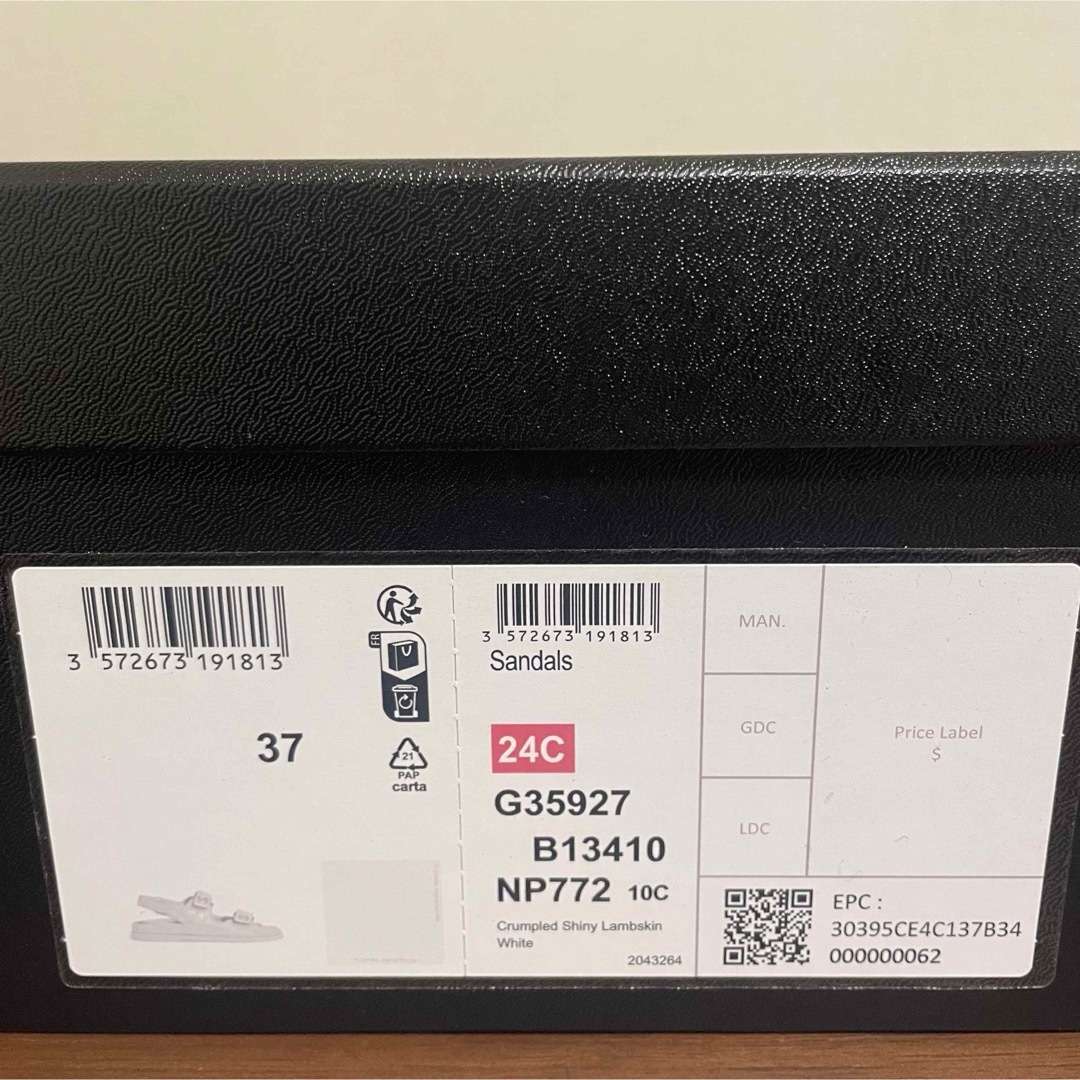 3 572673 191813
FR
37
21
PAP
carta
3 572673 191813
Sandals
24C
G35927
B13410
NP772 10C
Crumpled Shiny Lambskin
White
2043264
MAN.
GDC
LDC
Price Label
$
EPC :
30395CE4C137B34
000000062